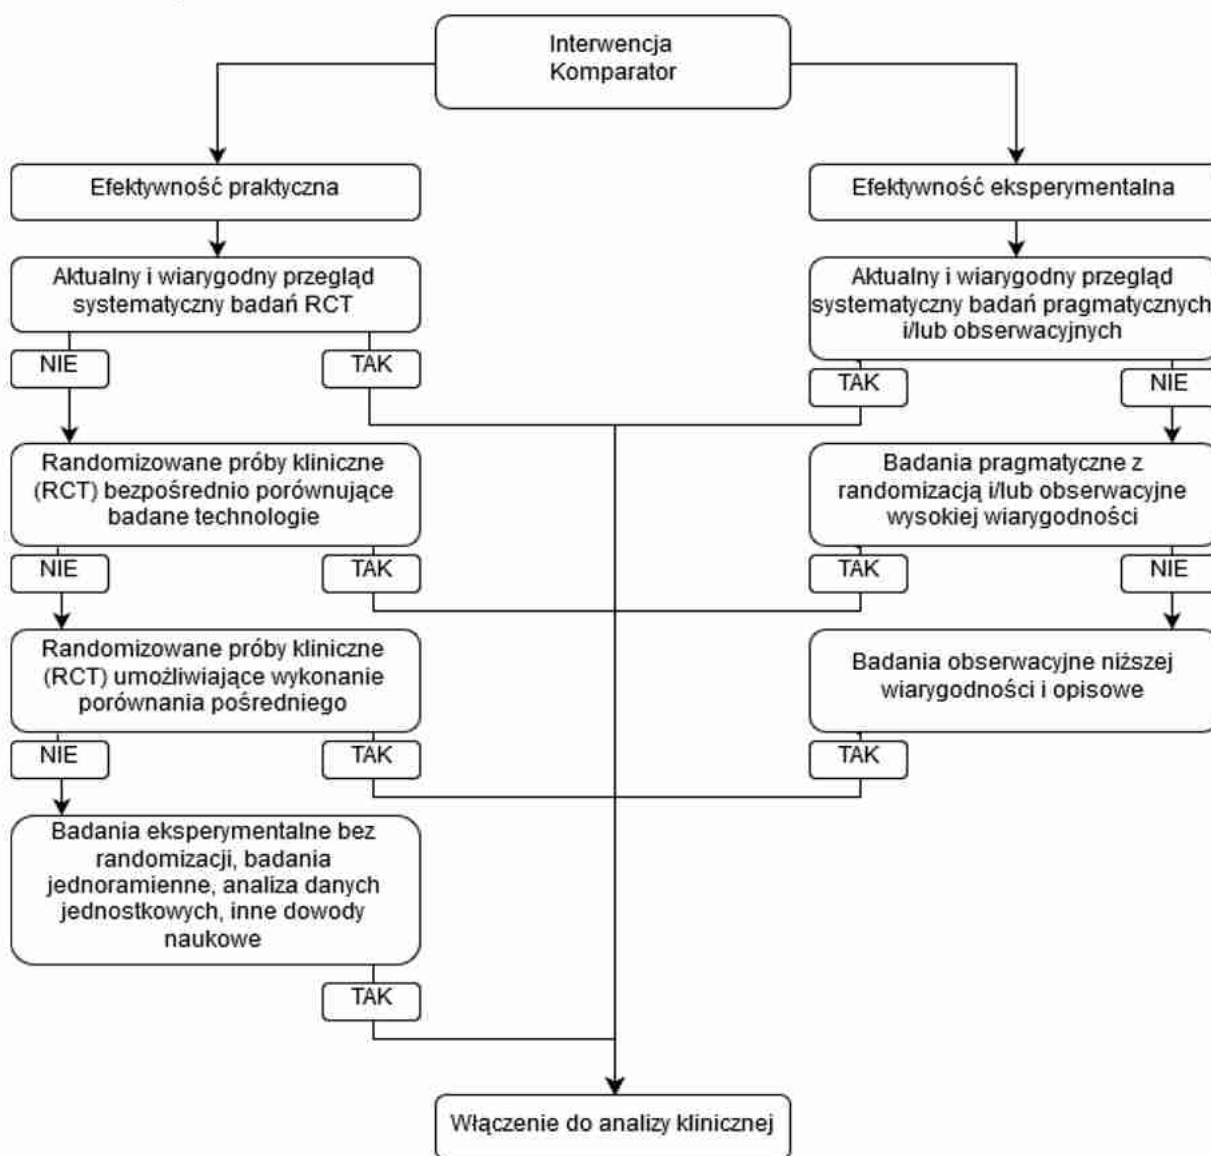 Interwencja
Komparator
Efektywność praktyczna
Efektywność eksperymentalna
Aktualny i wiarygodny przegląd
systematyczny badań RCT
Aktualny i wiarygodny przegląd
systematyczny badań pragmatycznych
i/lub obserwacyjnych
NIE
TAK
TAK
NIE
Randomizowane próby kliniczne
(RCT) bezpośrednio porównujące
badane technologie
Badania pragmatyczne z
randomizacją i/lub obserwacyjne
wysokiej wiarygodności
NIE
TAK
TAK
NIE
Randomizowane próby kliniczne
(RCT) umożliwiające wykonanie
porównania pośredniego
Badania obserwacyjne niższej
wiarygodności i opisowe
NIE
TAK
TAK
Badania eksperymentalne bez
randomizacji, badania
jednoramienne, analiza danych
jednostkowych, inne dowody
naukowe
TAK
Włączenie do analizy klinicznej